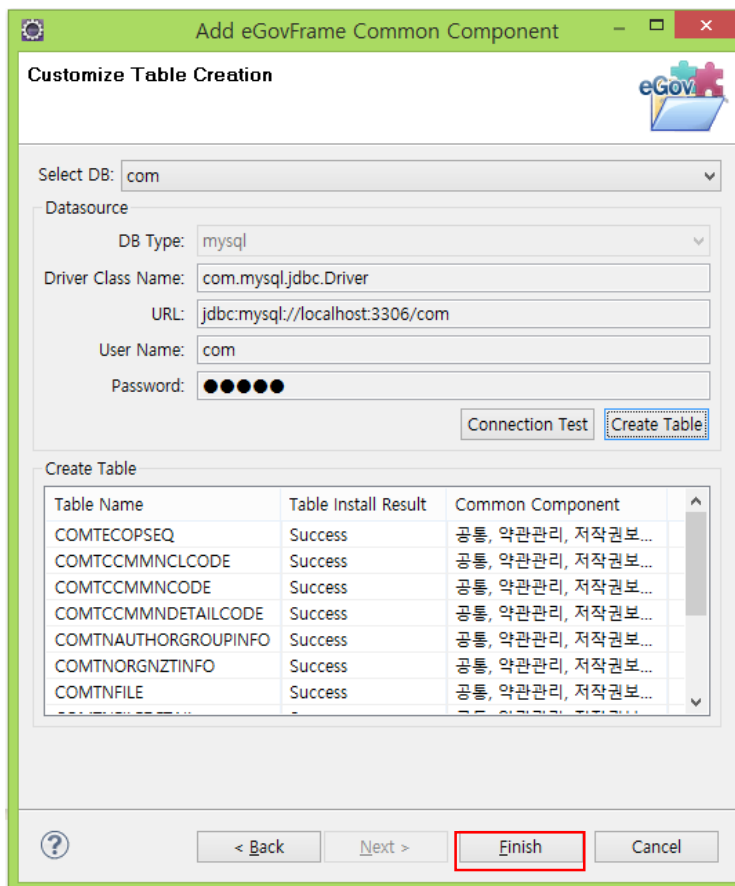 Add eGovFrame Common Component
Customize Table Creation
eGov
Select DB: com
Datasource
DB Type: mysql
Driver Class Name: com.mysql.jdbc.Driver
URL: jdbc:mysql://localhost:3306/com
User Name: com
Password: ●●●●●
Connection Test Create Table
Create Table
Table Name Table Install Result Common Component
COMTECOPSEQ Success 공통, 약관관리, 저작권보...
COMTCCMMNCLCODE Success 공통, 약관관리, 저작권보...
COMTCCMMNCODE Success 공통, 약관관리, 저작권보...
COMTCCMMNDETAILCODE Success 공통, 약관관리, 저작권보...
COMTNAUTHORGROUPINFO Success 공통, 약관관리, 저작권보...
COMTNORGNZTINFO Success 공통, 약관관리, 저작권보...
COMTNFILE Success 공통, 약관관리, 저작권보...
< Back Next > Finish Cancel